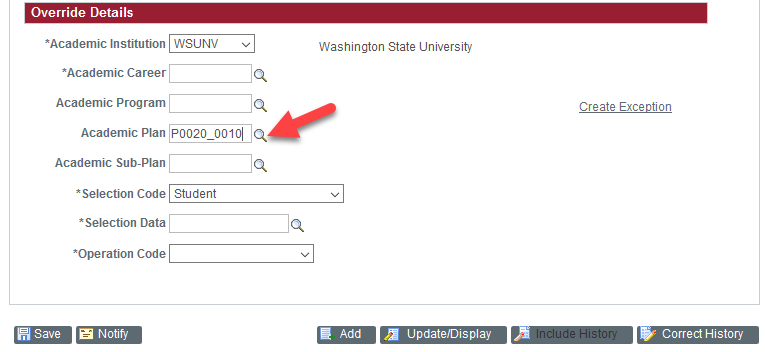 Override Details
*Academic Institution WSUNV Washington State University
*Academic Career
Academic Program Create Exception
Academic Plan P0020_0010
Academic Sub-Plan
*Selection Code Student
*Selection Data
*Operation Code
Save Notify Add Update/Display Include History Correct History